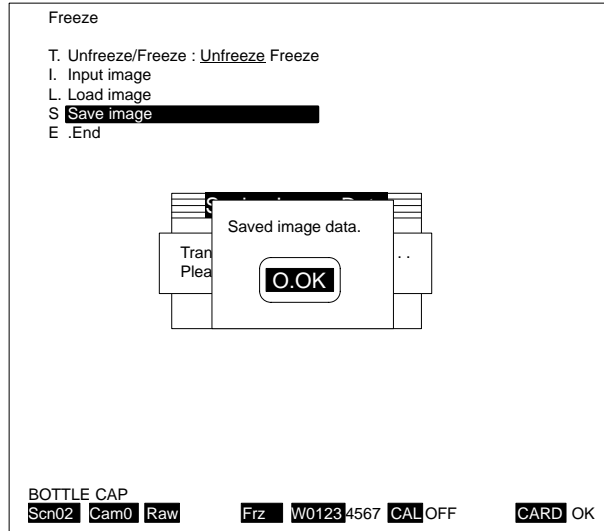 Freeze
T. Unfreeze/Freeze : Unfreeze Freeze
I. Input image
L. Load image
S Save image
E .End
Saved image data.
Tran . .
Plea
O.OK
BOTTLE CAP
Scn02 Cam0 Raw Frz W01234567 CAL OFF CARD OK